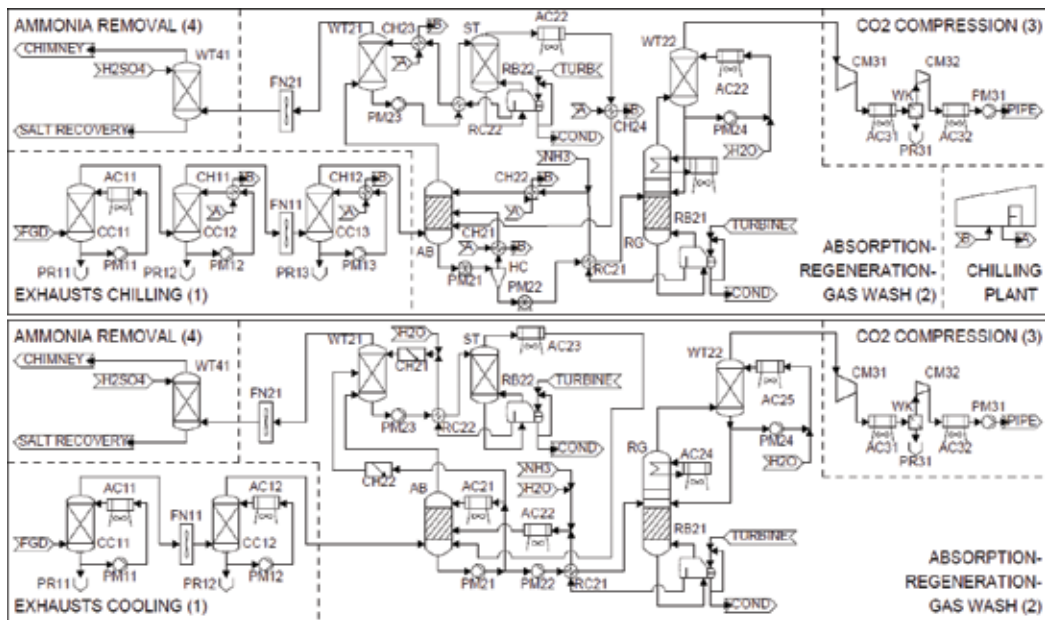 AMMONIA REMOVAL (4)
WT21
CH23
B
ST
AC22
WT22
CO2 COMPRESSION (3)
CHIMNEY
WT41
A
RB22
TURB
CM31
CM32
H2SO4
FN21
AC22
WK
PM31
PIPE
PM23
RC22
A
B
CH24
COND
PM24
AC31
PR31
AC32
SALT RECOVERY
NH3
H2O
AC11
CH11
B
CH12
B
CH22
B
A
FN11
A
A
RB21
TURBINE
FGD
CC11
CC12
CC13
CH21
A
B
AB
RG
B
A
PM11
PM12
PM13
HC
RC21
ABSORPTION-
PR11
PR12
PR13
PM21
PM22
REGENERATION-
CHILLING
EXHAUSTS CHILLING (1)
COND
GAS WASH (2)
PLANT
AMMONIA REMOVAL (4)
WT21
H2O
ST
AC23
WT22
CO2 COMPRESSION (3)
CHIMNEY
WT41
CH21
CM31
CM32
H2SO4
FN21
RB22
TURBINE
AC25
WK
PM31
PIPE
PM23
RC22
PM24
AC31
PR31
AC32
SALT RECOVERY
COND
RG
H2O
CH22
NH3
AC24
AC11
AC12
AB
AC21
H2O
FN11
AC22
RB21
TURBINE
FGD
CC11
CC12
PM11
PM12
PM21
PM22
RC21
ABSORPTION-
PR11
PR12
REGENERATION-
EXHAUSTS COOLING (1)
COND
GAS WASH (2)